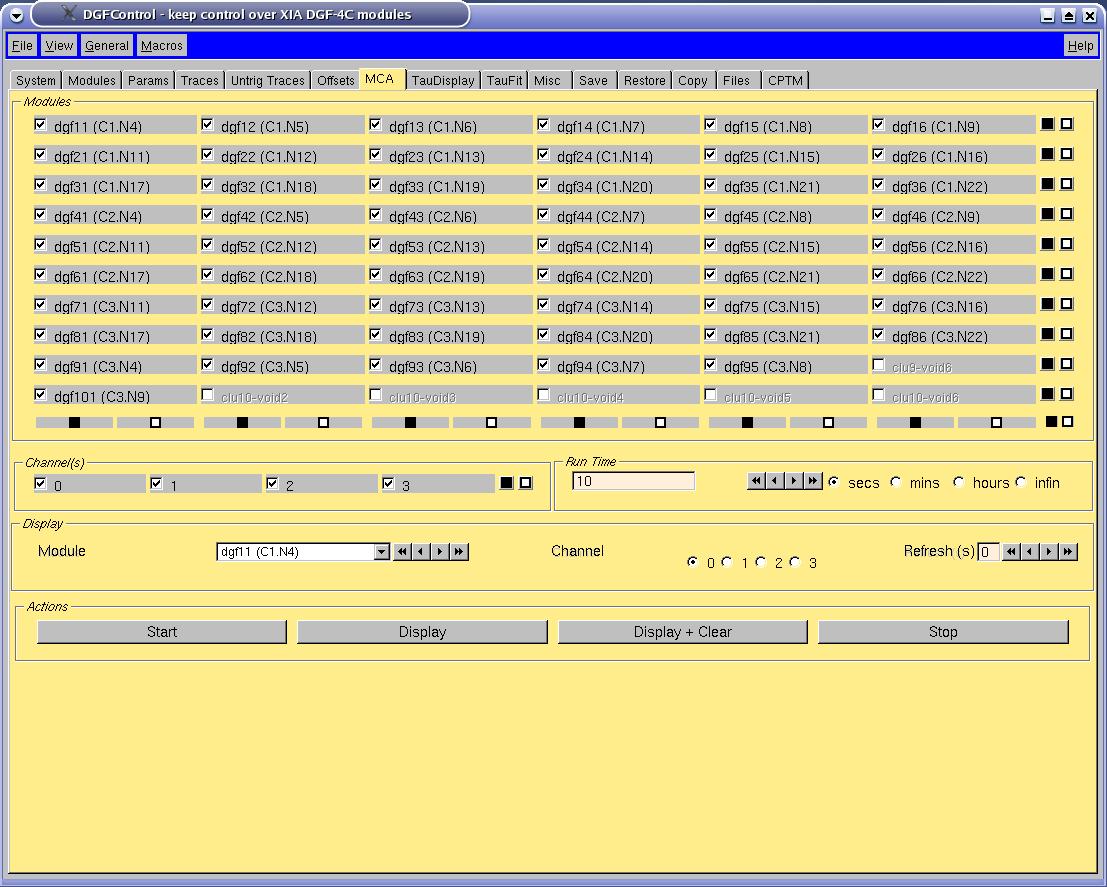 DGFControl - keep control over XIA DGF-4C modules
File View General Macros Help
System Modules Params Traces Untrig Traces Offsets MCA TauDisplay TauFit Misc Save Restore Copy Files CPTM
Modules
dgf11 (C1.N4) dgf12 (C1.N5) dgf13 (C1.N6) dgf14 (C1.N7) dgf15 (C1.N8) dgf16 (C1.N9)
dgf21 (C1.N11) dgf22 (C1.N12) dgf23 (C1.N13) dgf24 (C1.N14) dgf25 (C1.N15) dgf26 (C1.N16)
dgf31 (C1.N17) dgf32 (C1.N18) dgf33 (C1.N19) dgf34 (C1.N20) dgf35 (C1.N21) dgf36 (C1.N22)
dgf41 (C2.N4) dgf42 (C2.N5) dgf43 (C2.N6) dgf44 (C2.N7) dgf45 (C2.N8) dgf46 (C2.N9)
dgf51 (C2.N11) dgf52 (C2.N12) dgf53 (C2.N13) dgf54 (C2.N14) dgf55 (C2.N15) dgf56 (C2.N16)
dgf61 (C2.N17) dgf62 (C2.N18) dgf63 (C2.N19) dgf64 (C2.N20) dgf65 (C2.N21) dgf66 (C2.N22)
dgf71 (C3.N11) dgf72 (C3.N12) dgf73 (C3.N13) dgf74 (C3.N14) dgf75 (C3.N15) dgf76 (C3.N16)
dgf81 (C3.N17) dgf82 (C3.N18) dgf83 (C3.N19) dgf84 (C3.N20) dgf85 (C3.N21) dgf86 (C3.N22)
dgf91 (C3.N4) dgf92 (C3.N5) dgf93 (C3.N6) dgf94 (C3.N7) dgf95 (C3.N8) clu9-void6
dgf101 (C3.N9) clu10-void2 clu10-void3 clu10-void4 clu10-void5 clu10-void6
Channel(s) Run Time
0 1 2 3 10 secs mins hours infin
Display
Module dgf11 (C1.N4) Channel 0 1 2 3 Refresh (s) 0
Actions
Start Display Display + Clear Stop